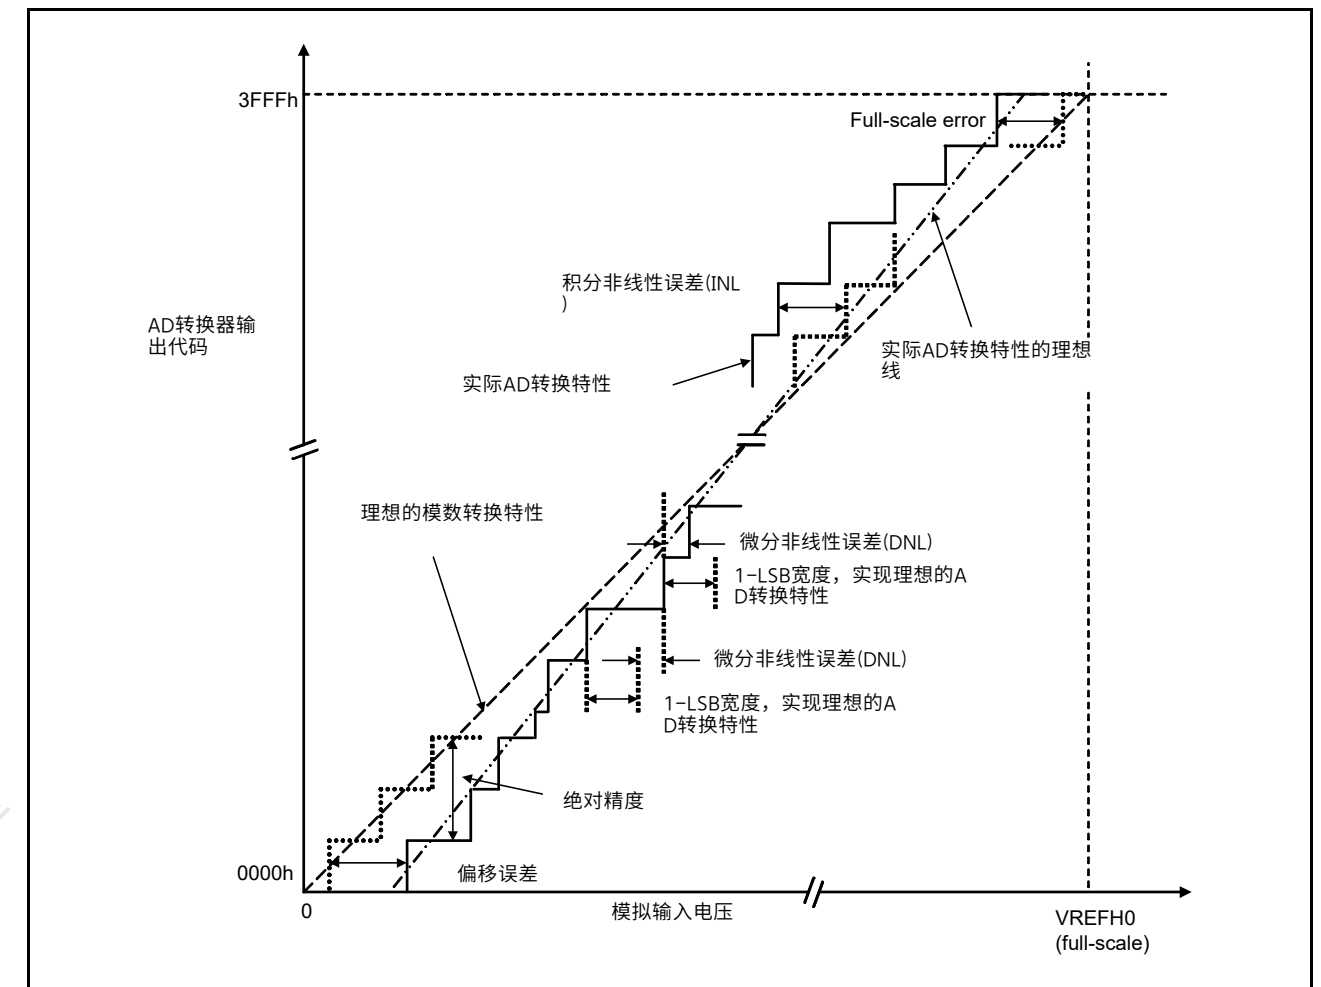 3FFFh
Full-scale error
积分非线性误差(INL
)
AD转换器输
出代码
实际AD转换特性的理想
线
实际AD转换特性
理想的模数转换特性
微分非线性误差(DNL)
1-LSB宽度，实现理想的A
D转换特性
微分非线性误差(DNL)
1-LSB宽度，实现理想的A
D转换特性
绝对精度
0000h
偏移误差
0
模拟输入电压
VREFH0
(full-scale)